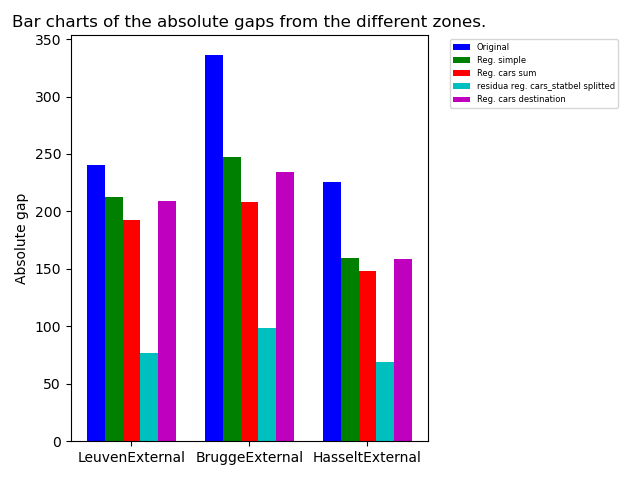 Bar charts of the absolute gaps from the different zones.
350
300
250
200
150
100
50
0
Absolute gap
LeuvenExternal
BruggeExternal
HasseltExternal
Original
Reg. simple
Reg. cars sum
residua reg. cars_statbel splitted
Reg. cars destination